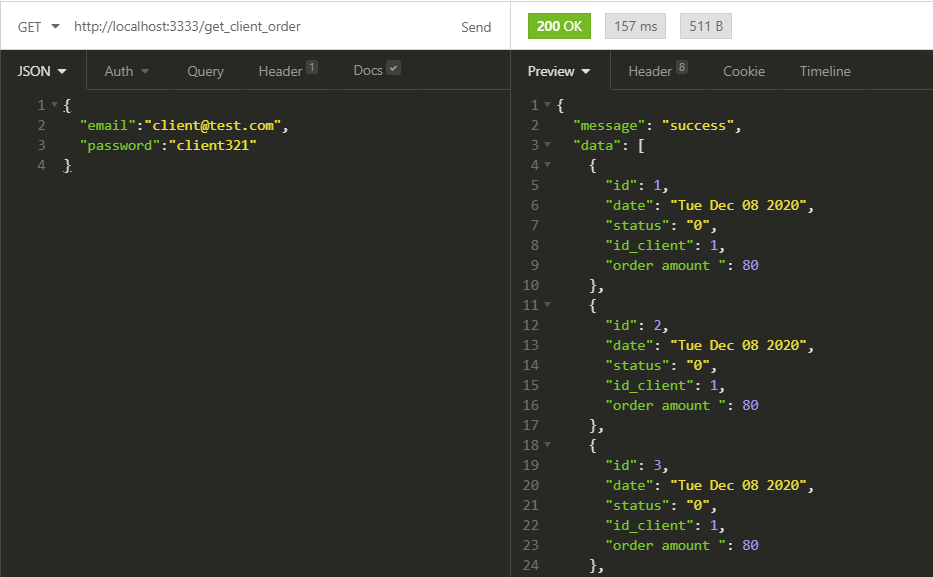 GET http://localhost:3333/get_client_order Send
200 OK 157 ms 511 B
JSON Auth Query Header 1 Docs
Preview Header 8 Cookie Timeline
1 {
2 "email":"client@test.com",
3 "password":"client321"
4 }
1 {
2 "message": "success",
3 "data": [
4 {
5 "id": 1,
6 "date": "Tue Dec 08 2020",
7 "status": "0",
8 "id_client": 1,
9 "order amount ": 80
10 },
11 {
12 "id": 2,
13 "date": "Tue Dec 08 2020",
14 "status": "0",
15 "id_client": 1,
16 "order amount ": 80
17 },
18 {
19 "id": 3,
20 "date": "Tue Dec 08 2020",
21 "status": "0",
22 "id_client": 1,
23 "order amount ": 80
24 },